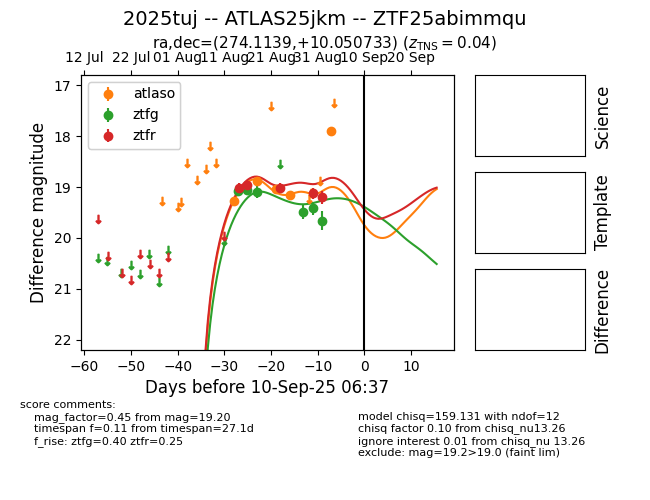 2025tuj -- ATLAS25jkm -- ZTF25abimmqu
ra,dec=(274.1139,+10.050733) (zTNS = 0.04)
12 Jul 22 Jul 01 Aug 11 Aug 21 Aug 31 Aug 10 Sep 20 Sep
17
18
19
20
21
22
Difference magnitude
atlaso
ztfg
ztfr
−60 −50 −40 −30 −20 −10 0 10
Days before 10-Sep-25 06:37
Science
Template
Difference
score comments:
mag_factor=0.45 from mag=19.20
timespan f=0.11 from timespan=27.1d
f_rise: ztfg=0.40 ztfr=0.25
model chisq=159.131 with ndof=12
chisq factor 0.10 from chisq_nu13.26
ignore interest 0.01 from chisq_nu 13.26
exclude: mag=19.2>19.0 (faint lim)